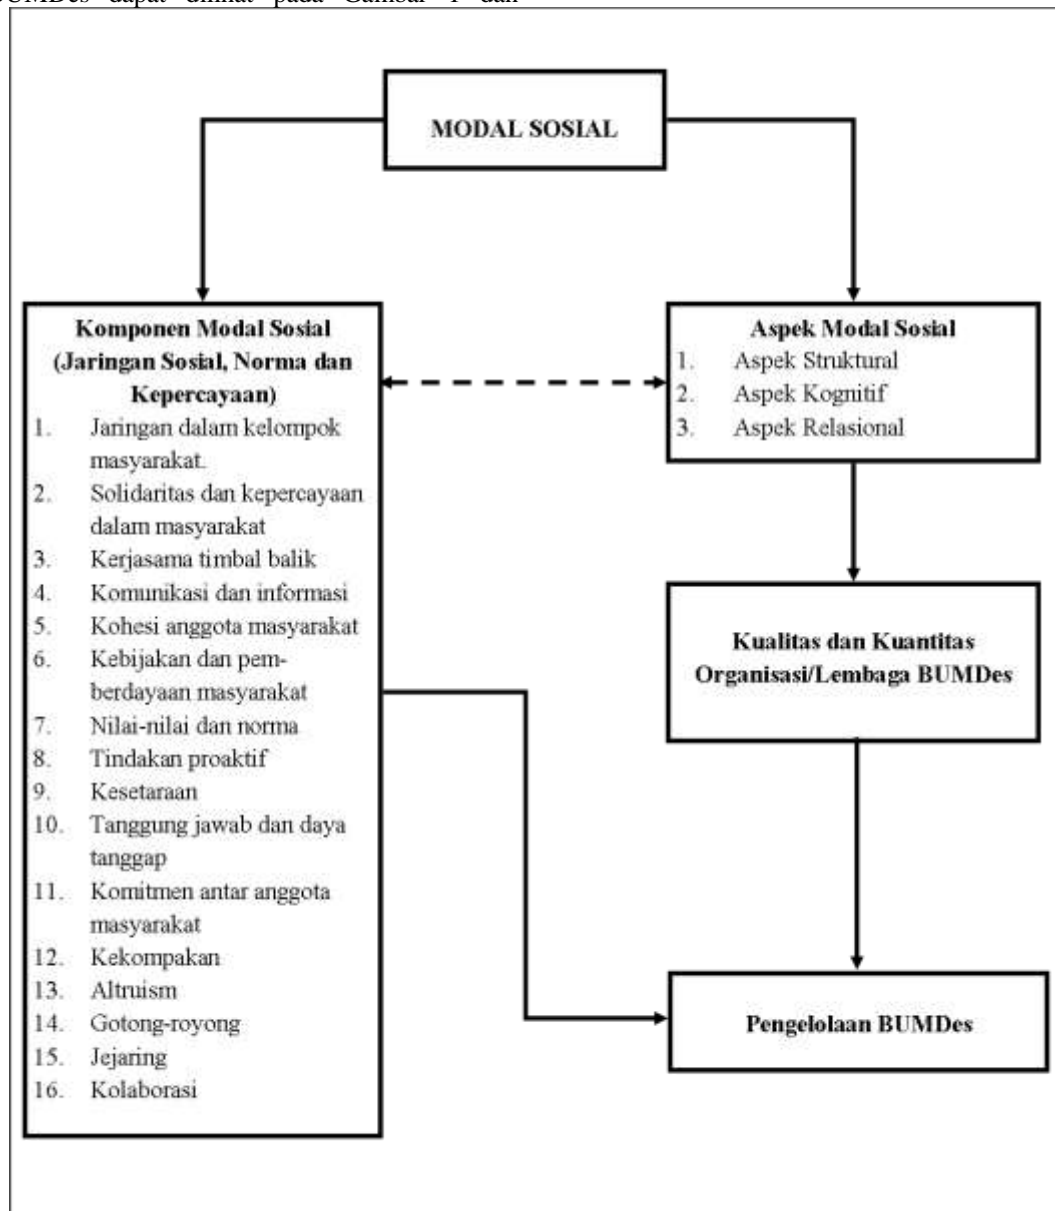 BUMDes dapat dilihat pada Gambar 1 dan
MODAL SOSIAL
Komponen Modal Sosial
(Jaringan Sosial, Norma dan
Kepercayaan)
1. Jaringan dalam kelompok
masyarakat.
2. Solidaritas dan kepercayaan
dalam masyarakat
3. Kerjasama timbal balik
4. Komunikasi dan informasi
5. Kohesi anggota masyarakat
6. Kebijakan dan pem-
berdayaan masyarakat
7. Nilai-nilai dan norma
8. Tindakan proaktif
9. Kesetaraan
10. Tanggung jawab dan daya
tanggap
11. Komitmen antar anggota
masyarakat
12. Kekompakan
13. Altruism
14. Gotong-royong
15. Jejaring
16. Kolaborasi
Aspek Modal Sosial
1. Aspek Struktural
2. Aspek Kognitif
3. Aspek Relasional
Kualitas dan Kuantitas
Organisasi/Lembaga BUMDes
Pengelolaan BUMDes